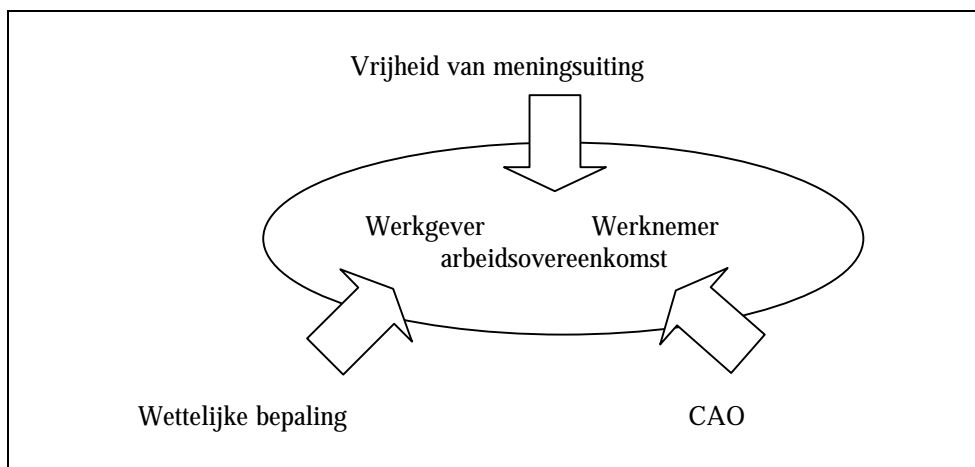 Vrijheid van meningsuiting
Werkgever Werknemer
arbeidsovereenkomst
Wettelijke bepaling CAO